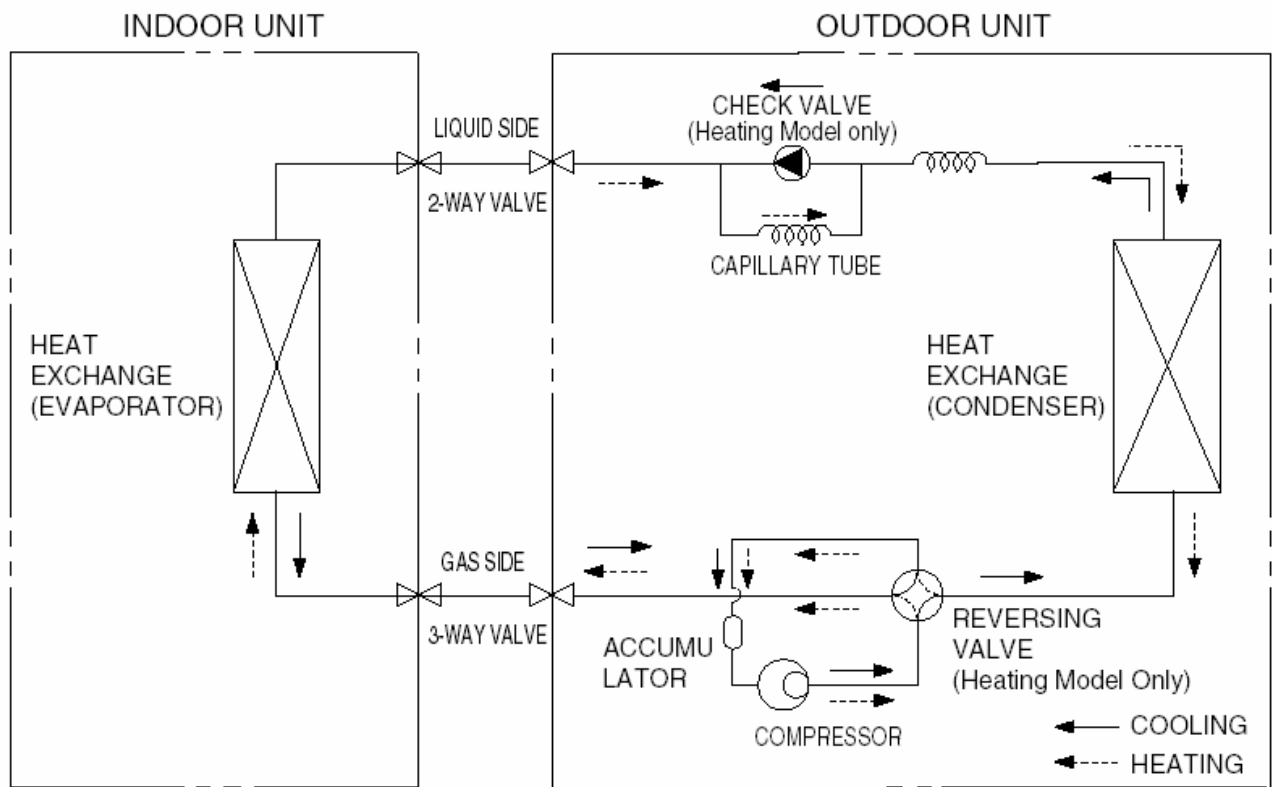 INDOOR UNIT
OUTDOOR UNIT
LIQUID SIDE
2-WAY VALVE
CHECK VALVE
(Heating Model only)
CAPILLARY TUBE
HEAT
EXCHANGE
(EVAPORATOR)
HEAT
EXCHANGE
(CONDENSER)
GAS SIDE
3-WAY VALVE
ACCUMU
LATOR
COMPRESSOR
REVERSING
VALVE
(Heating Model Only)
COOLING
HEATING